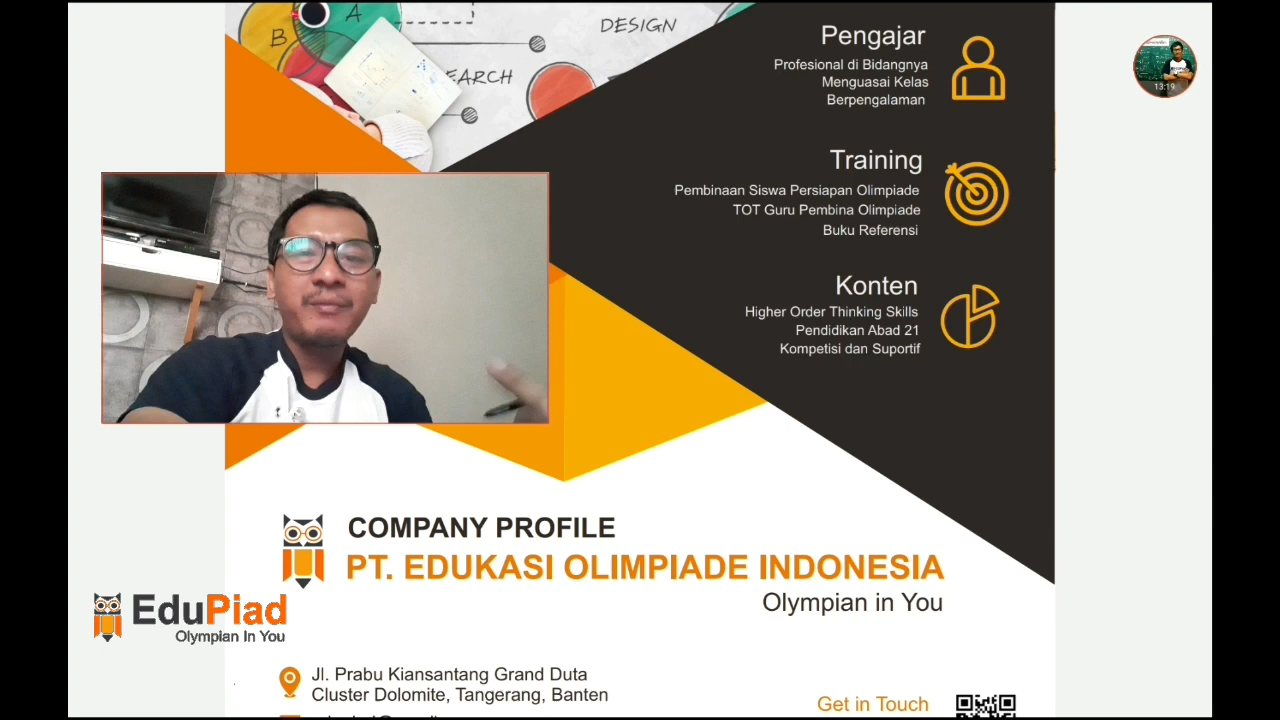 A
B
DESIGN
EARCH
Pengajar
Profesional di Bidangnya
Menguasai Kelas
Berpengalaman
13:19
Training
Pembinaan Siswa Persiapan Olimpiade
TOT Guru Pembina Olimpiade
Buku Referensi
Konten
Higher Order Thinking Skills
Pendidikan Abad 21
Kompetisi dan Suportif
COMPANY PROFILE
PT. EDUKASI OLIMPIADE INDONESIA
Olympian in You
EduPiad
Olympian In You
Jl. Prabu Kiansantang Grand Duta
Cluster Dolomite, Tangerang, Banten
Get in Touch